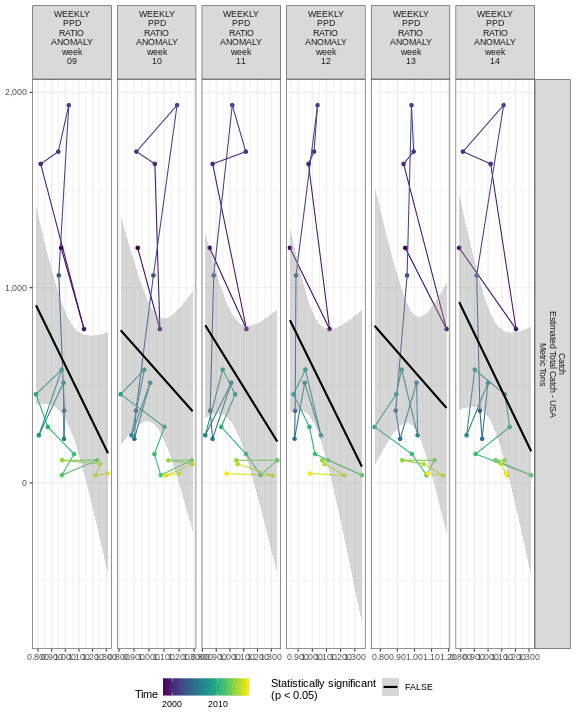 WEEKLY
PPD
RATIO
ANOMALY
week
09
WEEKLY
PPD
RATIO
ANOMALY
week
10
WEEKLY
PPD
RATIO
ANOMALY
week
11
WEEKLY
PPD
RATIO
ANOMALY
week
12
WEEKLY
PPD
RATIO
ANOMALY
week
13
WEEKLY
PPD
RATIO
ANOMALY
week
14
2,000
1,000
0
Catch
Estimated Total Catch - USA
Metric Tons
Time
2000 2010
Statistically significant
(p < 0.05)
FALSE